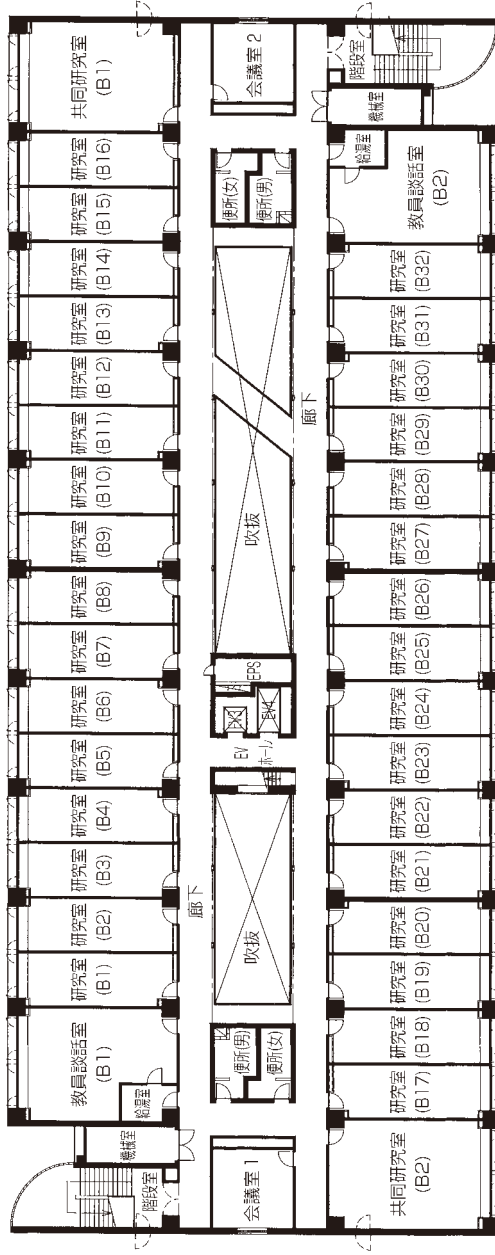 階段室
機械室
給湯室
教員談話室
(B1)
研究室
(B1)
研究室
(B2)
研究室
(B3)
研究室
(B4)
研究室
(B5)
研究室
(B6)
研究室
(B7)
研究室
(B8)
研究室
(B9)
研究室
(B10)
研究室
(B11)
研究室
(B12)
研究室
(B13)
研究室
(B14)
研究室
(B15)
研究室
(B16)
共同研究室
(B1)
廊下
会議室1
便所(男)
便所(女)
吹抜
EV
ホール
EV3
EV4
EPS
吹抜
廊下
便所(女)
便所(男)
会議室2
共同研究室
(B2)
研究室
(B17)
研究室
(B18)
研究室
(B19)
研究室
(B20)
研究室
(B21)
研究室
(B22)
研究室
(B23)
研究室
(B24)
研究室
(B25)
研究室
(B26)
研究室
(B27)
研究室
(B28)
研究室
(B29)
研究室
(B30)
研究室
(B31)
研究室
(B32)
教員談話室
(B2)
給湯室
機械室
階段室